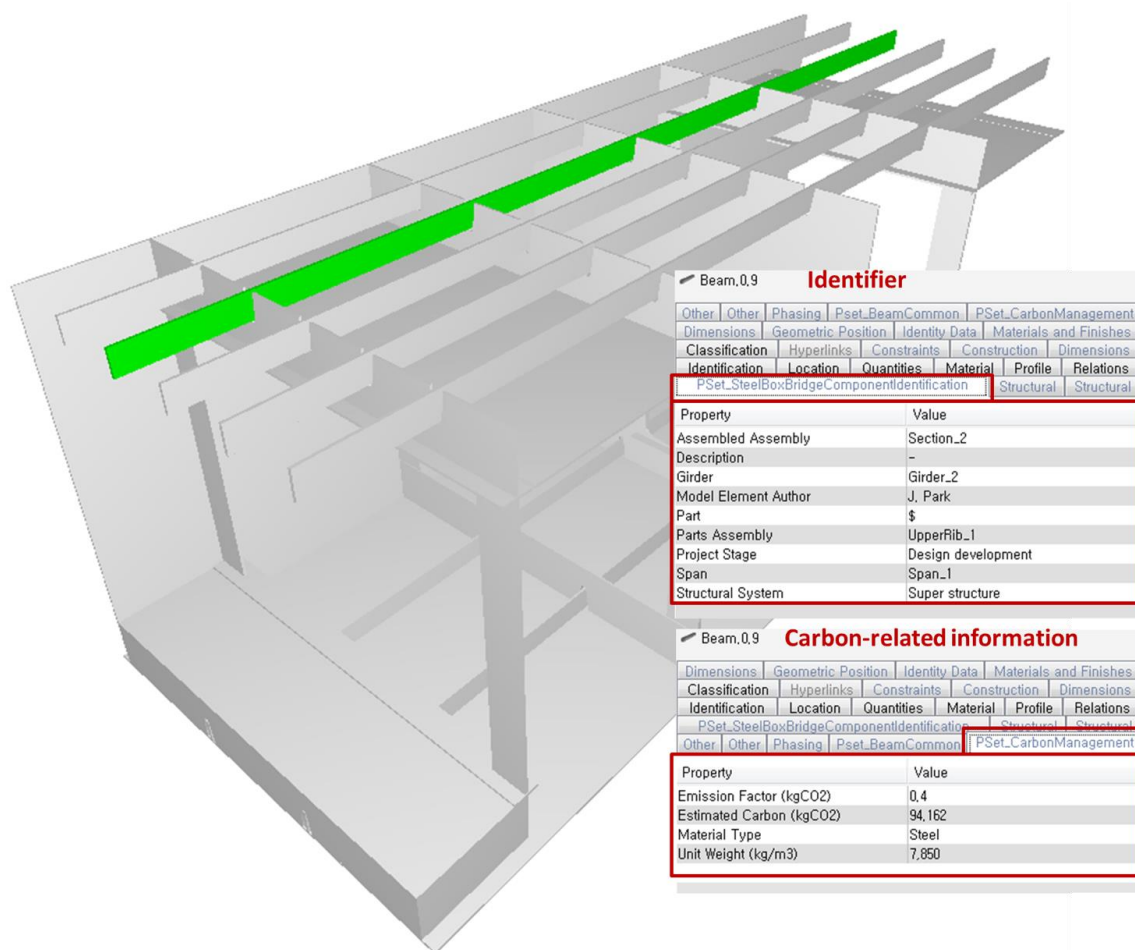 Beam,0,9 Identifier
Other Other Phasing Pset_BeamCommon PSet_CarbonManagement
Dimensions Geometric Position Identity Data Materials and Finishes
Classification Hyperlinks Constraints Construction Dimensions
Identification Location Quantities Material Profile Relations
PSet_SteelBoxBridgeComponentIdentification Structural Structural
Property Value
Assembled Assembly Section_2
Description -
Girder Girder_2
Model Element Author J, Park
Part $
Parts Assembly UpperRib_1
Project Stage Design development
Span Span_1
Structural System Super structure
Beam,0,9 Carbon-related information
Dimensions Geometric Position Identity Data Materials and Finishes
Classification Hyperlinks Constraints Construction Dimensions
Identification Location Quantities Material Profile Relations
PSet_SteelBoxBridgeComponentIdentification Structural Structural
Other Other Phasing Pset_BeamCommon PSet_CarbonManagement
Property Value
Emission Factor (kgCO2) 0,4
Estimated Carbon (kgCO2) 94,162
Material Type Steel
Unit Weight (kg/m3) 7,850